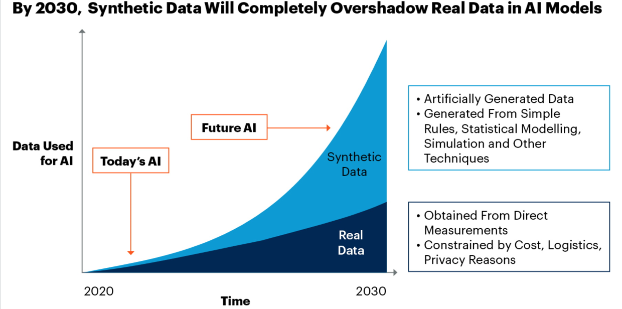 By 2030, Synthetic Data Will Completely Overshadow Real Data in AI Models
Data Used
for AI
Today's AI
Future AI
Synthetic
Data
Real
Data
• Artificially Generated Data
• Generated From Simple
Rules, Statistical Modelling,
Simulation and Other
Techniques
• Obtained From Direct
Measurements
• Constrained by Cost, Logistics,
Privacy Reasons
2020
2030
Time